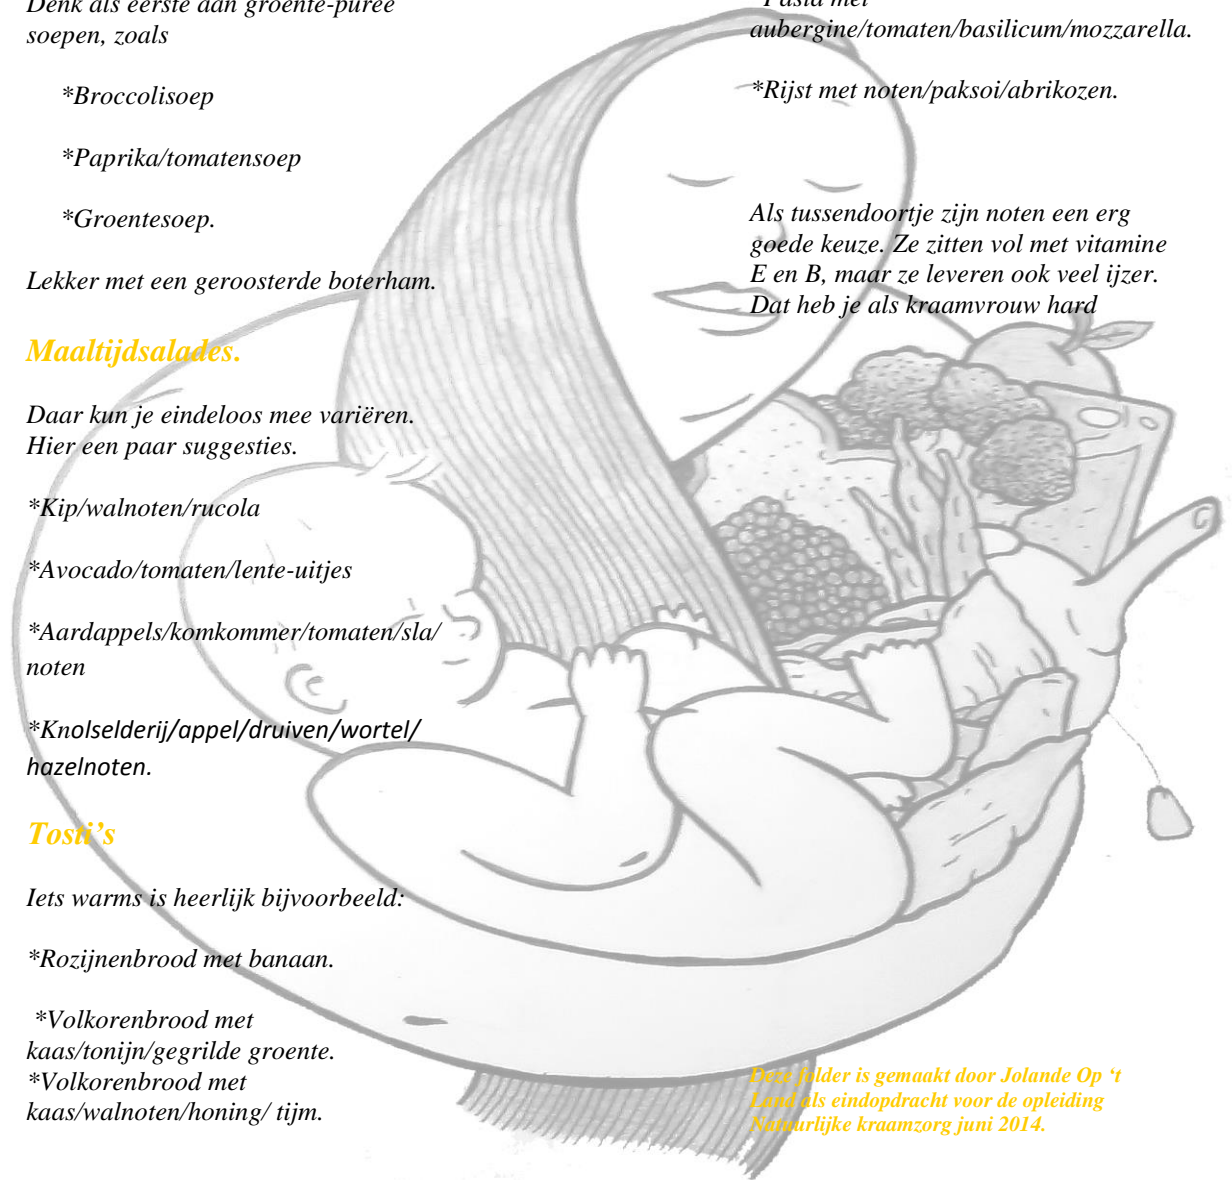 Denk als eerste aan groente-puree
soepen, zoals
*Broccolisoep
*Paprika/tomatensoep
*Groentesoep.
Lekker met een geroosterde boterham.
Maaltijdsalades.
Daar kun je eindeloos mee variëren.
Hier een paar suggesties.
*Kip/walnoten/rucola
*Avocado/tomaten/lente-uitjes
*Aardappels/komkommer/tomaten/sla/
noten
*Knolselderij/appel/druiven/wortel/
hazelnoten.
Tosti’s
Iets warms is heerlijk bijvoorbeeld:
*Rozijnenbrood met banaan.
*Volkorenbrood met
kaas/tonijn/gegrilde groente.
*Volkorenbrood met
kaas/walnoten/honing/ tijm.
*Pasta met
aubergine/tomaten/basilicum/mozzarella.
*Rijst met noten/paksoi/abrikozen.
Als tussendoortje zijn noten een erg
goede keuze. Ze zitten vol met vitamine
E en B, maar ze leveren ook veel ijzer.
Dat heb je als kraamvrouw hard
Deze folder is gemaakt door Jolande Op ‘t
Land als eindopdracht voor de opleiding
Natuurlijke kraamzorg juni 2014.